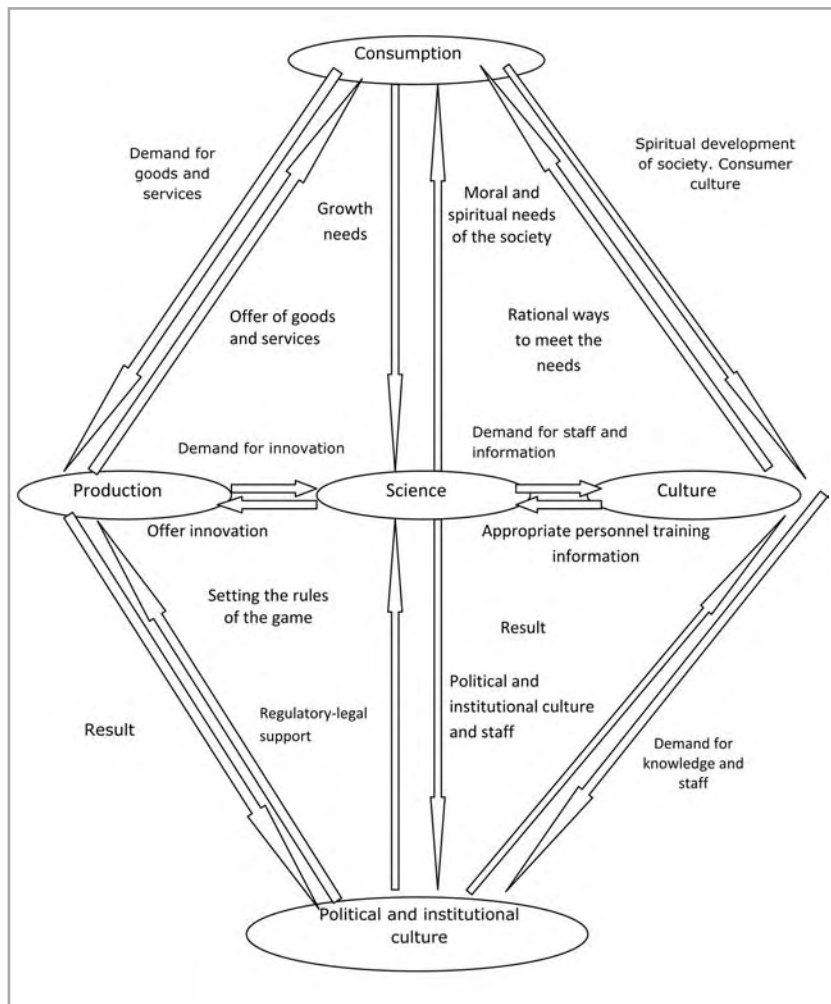 Consumption
Demand for
goods and
services
Spiritual development
of society. Consumer
culture
Growth
needs
Moral and
spiritual needs
of the society
Offer of goods
and services
Rational ways
to meet the
needs
Demand for innovation
Demand for staff and
information
Production
Science
Culture
Offer innovation
Appropriate personnel training
information
Setting the rules
of the game
Result
Result
Regulatory-legal
support
Political and
institutional culture
and staff
Demand for
knowledge and
staff
Political and institutional
culture